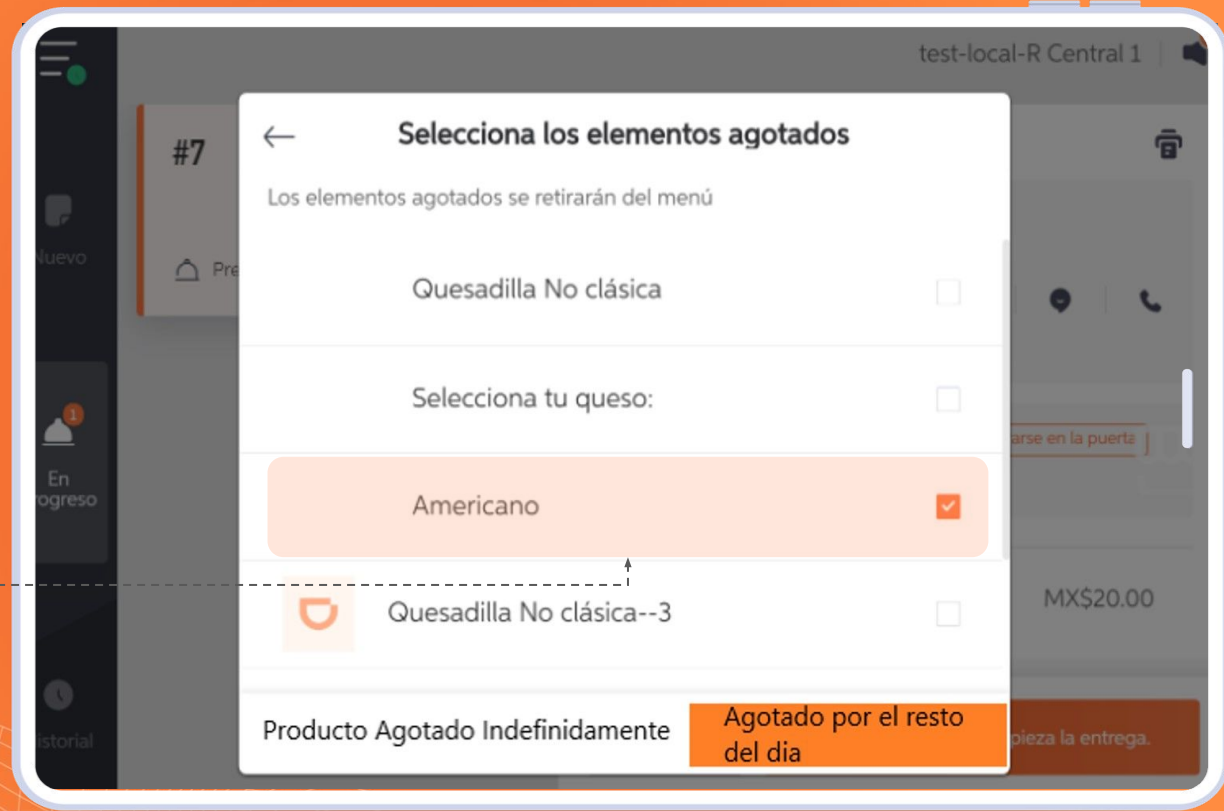 test-local-R Central 1
#7
Selecciona los elementos agotados
Los elementos agotados se retirarán del menú
Nuevo
Pre
Quesadilla No clásica
Selecciona tu queso:
arse en la puerta
1
En
rogreso
Americano
Quesadilla No clásica--3
MX$20.00
istorial
Producto Agotado Indefinidamente
Agotado por el resto
del dia
pieza la entrega.